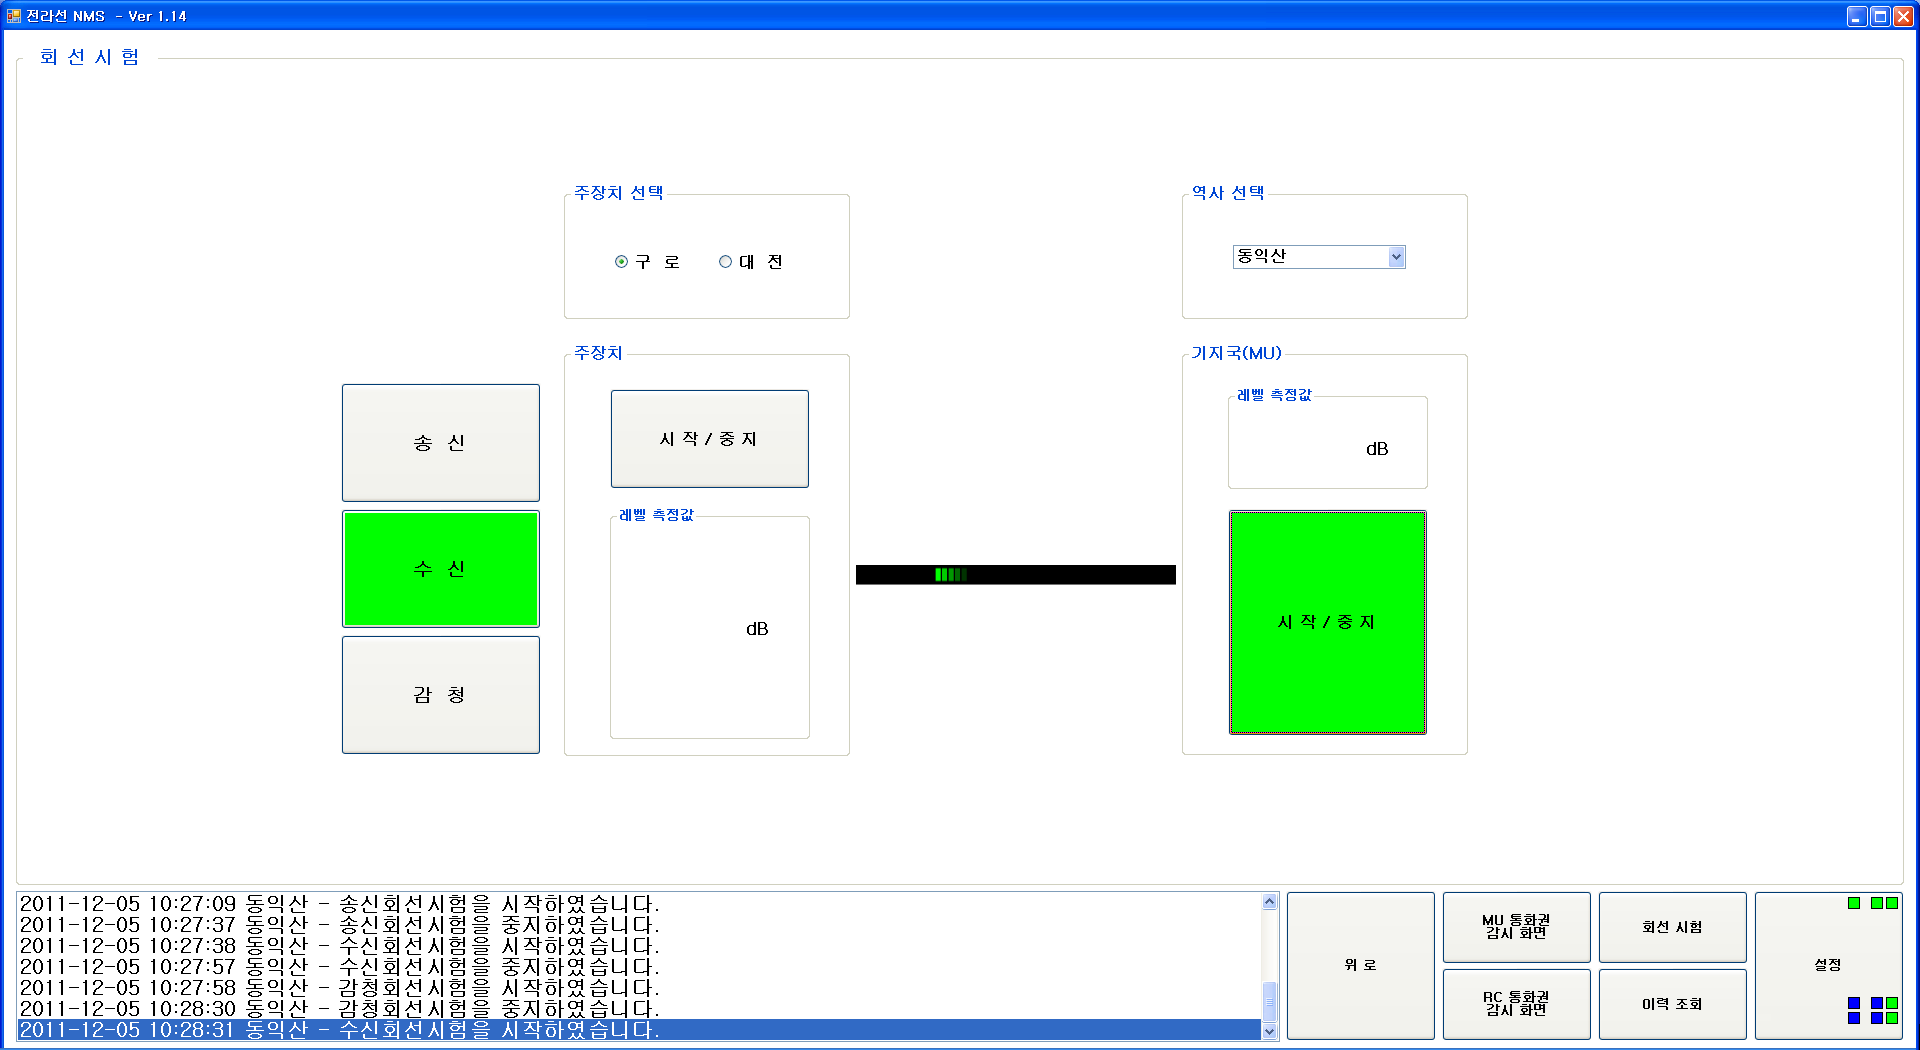 전라선 NMS - Ver 1.14
회 선 시 험
주장치 선택
구 로
대 전
역사 선택
동익산
주장치
시 작 / 중 지
레벨 측정값
dB
기지국(MU)
레벨 측정값
dB
시 작 / 중 지
송 신
수 신
감 청
2011-12-05 10:27:09 동익산 - 송신회선시험을 시작하였습니다.
2011-12-05 10:27:37 동익산 - 송신회선시험을 중지하였습니다.
2011-12-05 10:27:38 동익산 - 수신회선시험을 시작하였습니다.
2011-12-05 10:27:57 동익산 - 수신회선시험을 중지하였습니다.
2011-12-05 10:27:58 동익산 - 감청회선시험을 시작하였습니다.
2011-12-05 10:28:30 동익산 - 감청회선시험을 중지하였습니다.
2011-12-05 10:28:31 동익산 - 수신회선시험을 시작하였습니다.
위 로
MU 통화권
감시 화면
회선 시험
RC 통화권
감시 화면
이력 조회
설정